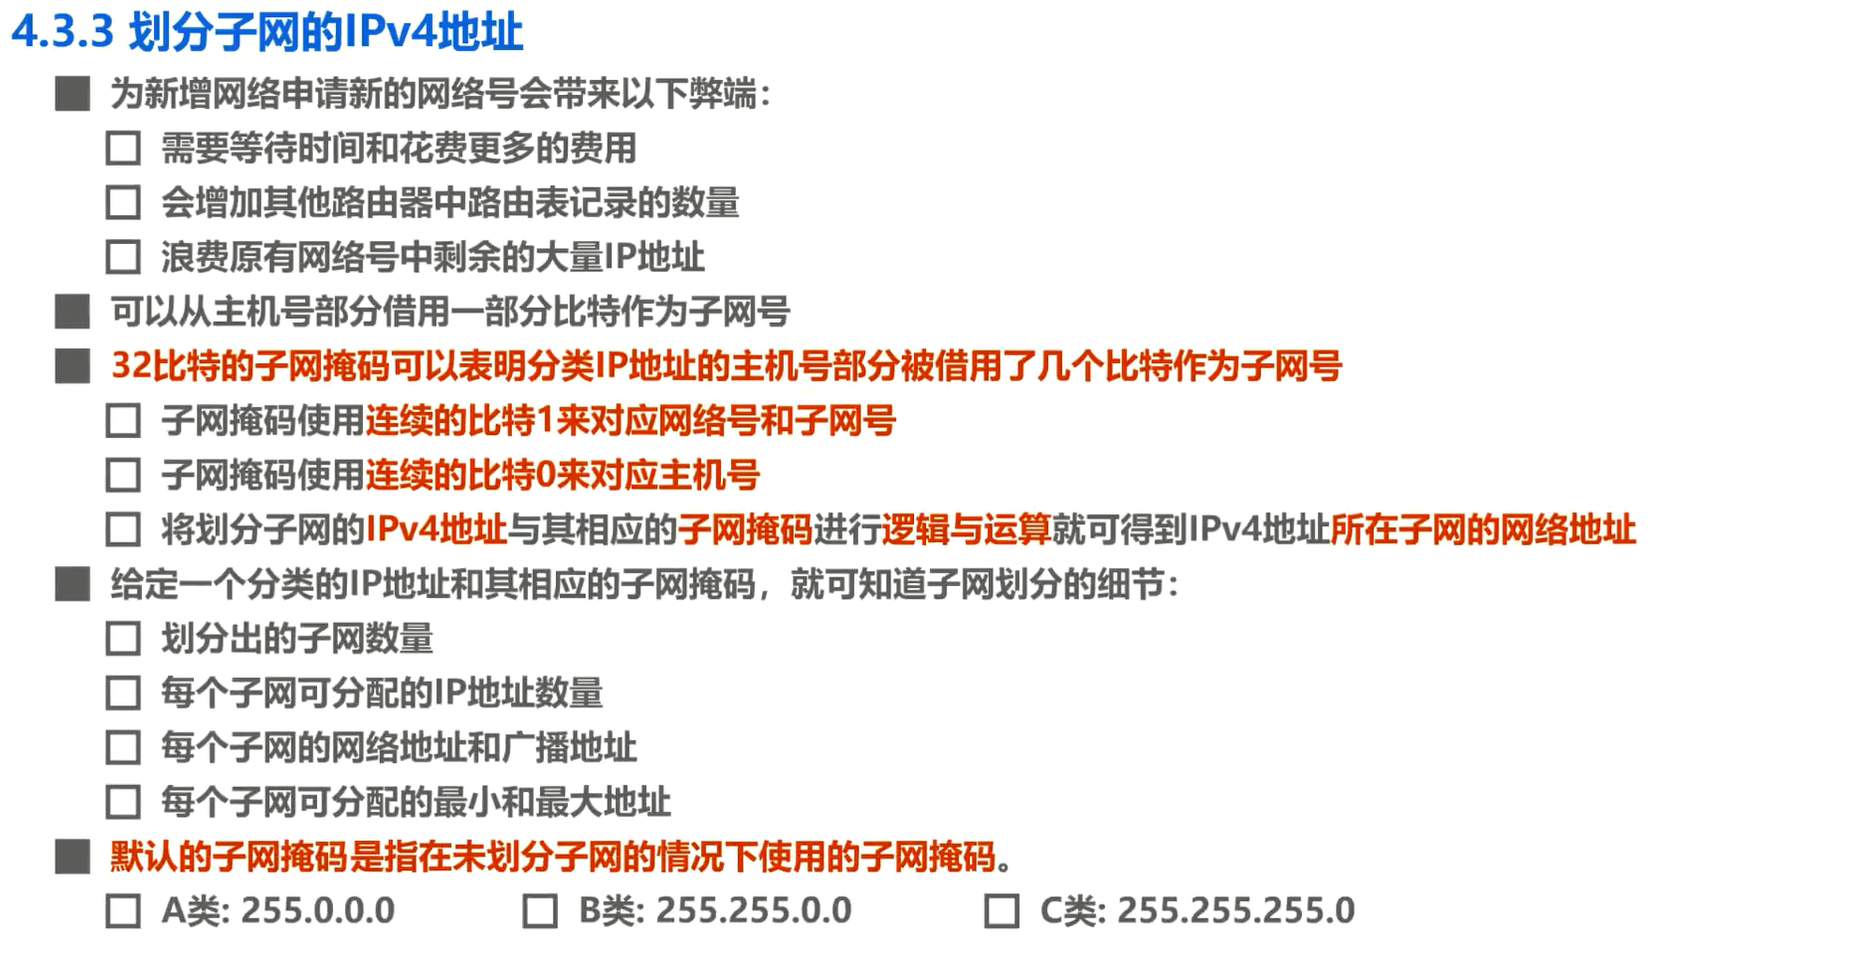 4.3.3 划分子网的IPv4地址
为新增网络申请新的网络号会带来以下弊端：
需要等待时间和花费更多的费用
会增加其他路由器中路由表记录的数量
浪费原有网络号中剩余的大量IP地址
可以从主机号部分借用一部分比特作为子网号
32比特的子网掩码可以表明分类IP地址的主机号部分被借用了几个比特作为子网号
子网掩码使用连续的比特1来对应网络号和子网号
子网掩码使用连续的比特0来对应主机号
将划分子网的IPv4地址与其相应的子网掩码进行逻辑与运算就可得到IPv4地址所在子网的网络地址
给定一个分类的IP地址和其相应的子网掩码，就可知道子网划分的细节：
划分出的子网数量
每个子网可分配的IP地址数量
每个子网的网络地址和广播地址
每个子网可分配的最小和最大地址
默认的子网掩码是指在未划分子网的情况下使用的子网掩码。
A类: 255.0.0.0 B类: 255.255.0.0 C类: 255.255.255.0